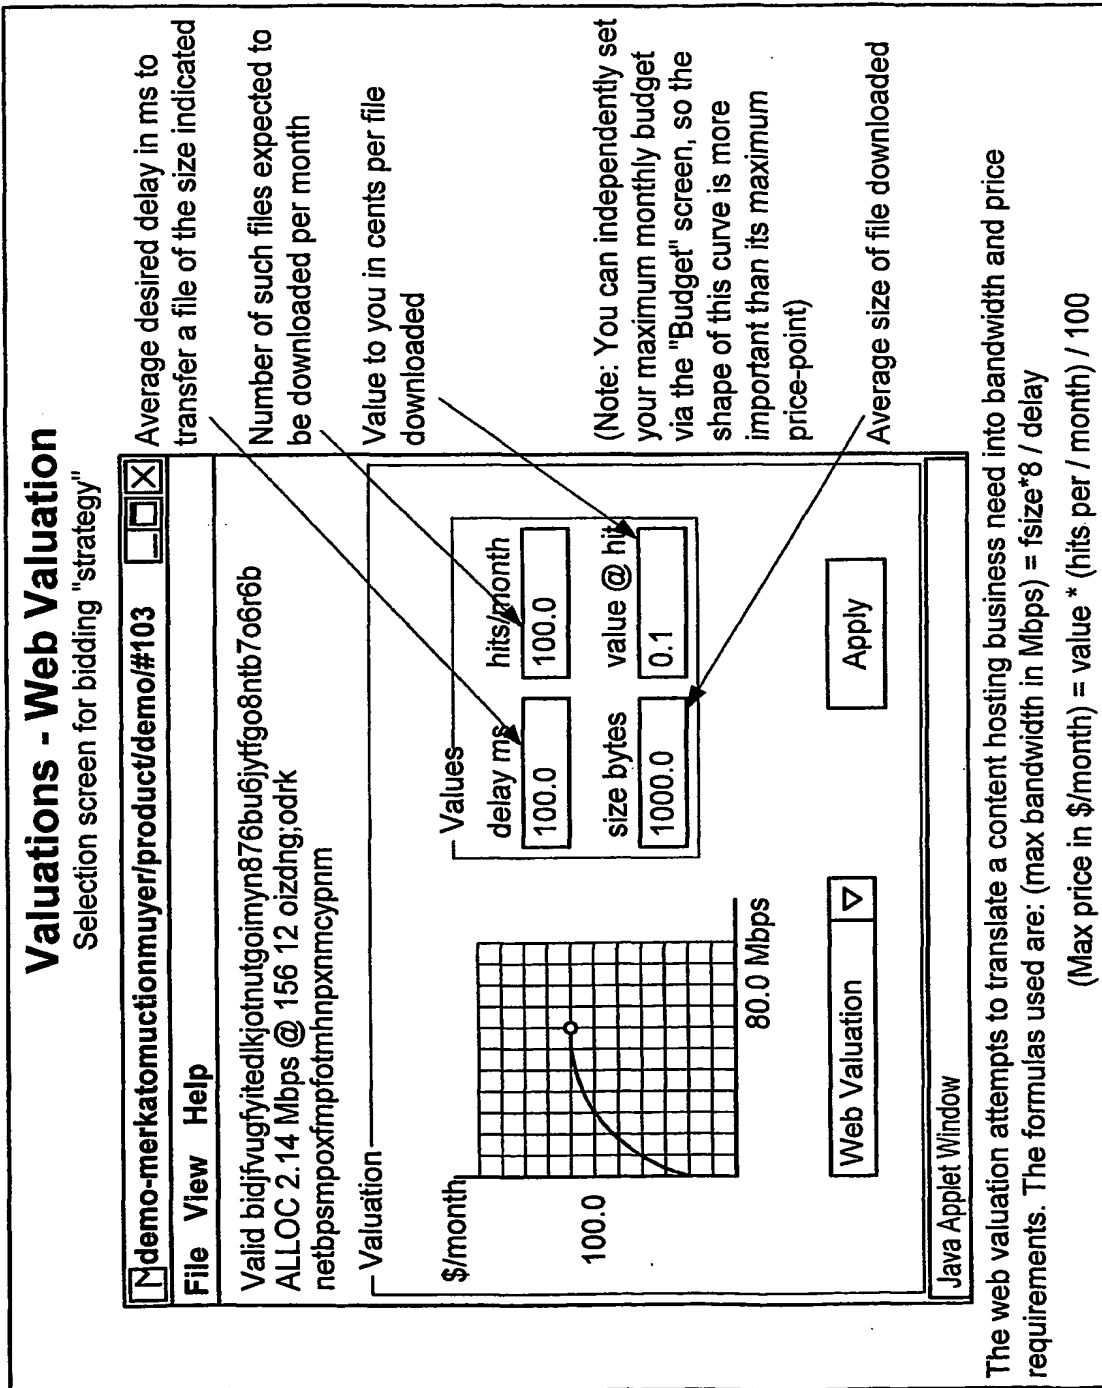 Valuations - Web Valuation
Selection screen for bidding "strategy"
demo-merkatomuctionmuyer/product/demo/#103
File View Help
Valid bidjfvugfyitedlkjotnutgoimyn876bu6jytfgo8ntb7o6r6b
ALLOC 2.14 Mbps @ 156 12 oizdng;odrk
netbpsmpoxfmpfotmhnpxnmcypnm
Valuation
$/month
100.0
80.0 Mbps
Values
delay ms
hits/month
100.0
100.0
size bytes
value @ hit
1000.0
0.1
Web Valuation
Apply
Java Applet Window
Average desired delay in ms to
transfer a file of the size indicated
Number of such files expected to
be downloaded per month
Value to you in cents per file
downloaded
(Note: You can independently set
your maximum monthly budget
via the "Budget" screen, so the
shape of this curve is more
important than its maximum
price-point)
Average size of file downloaded
The web valuation attempts to translate a content hosting business need into bandwidth and price
requirements. The formulas used are: (max bandwidth in Mbps) = fsize*8 / delay
(Max price in $/month) = value * (hits per / month) / 100